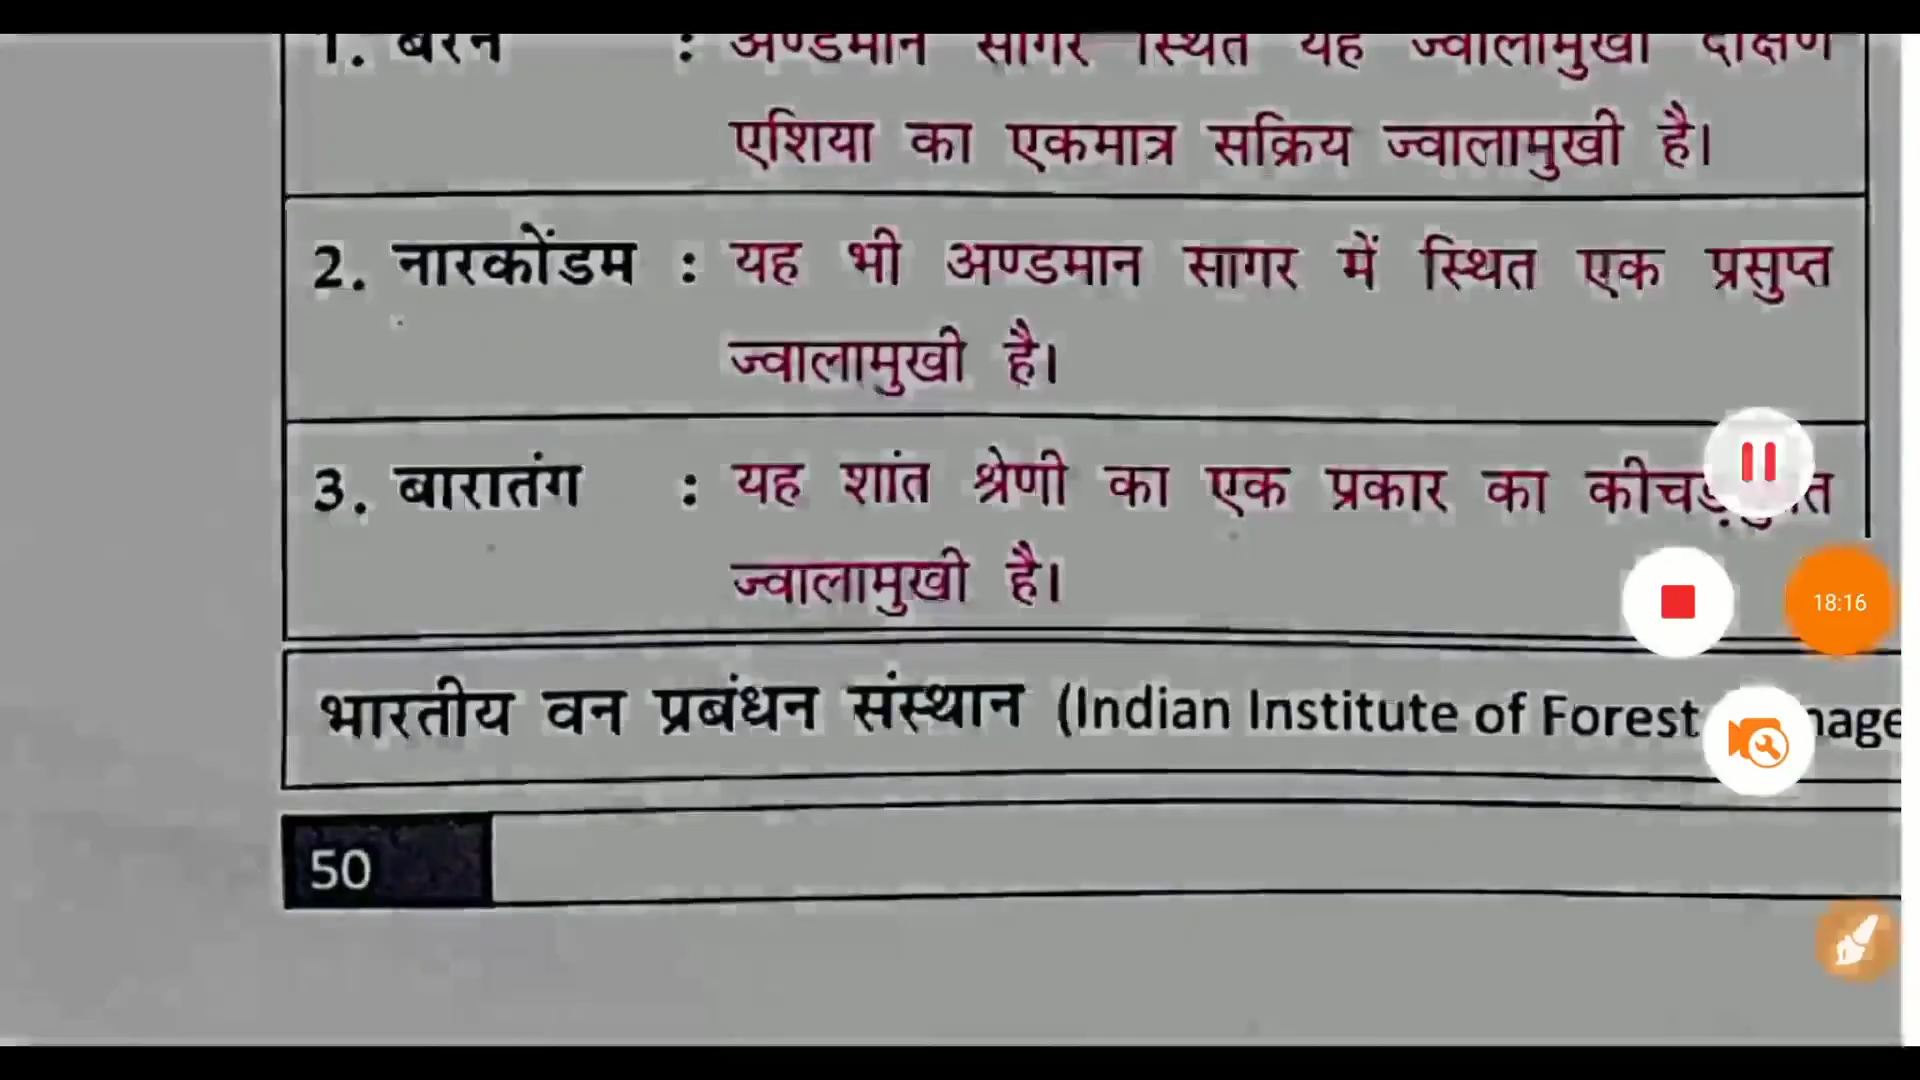 1. बैरन : अण्डमान सागर स्थित यह ज्वालामुखी दक्षिण
एशिया का एकमात्र सक्रिय ज्वालामुखी है।
2. नारकोंडम : यह भी अण्डमान सागर में स्थित एक प्रसुप्त
ज्वालामुखी है।
3. बारातंग : यह शांत श्रेणी का एक प्रकार का
ज्वालामुखी है।
18:16
भारतीय वन प्रबंधन संस्थान (Indian Institute of Forest
50